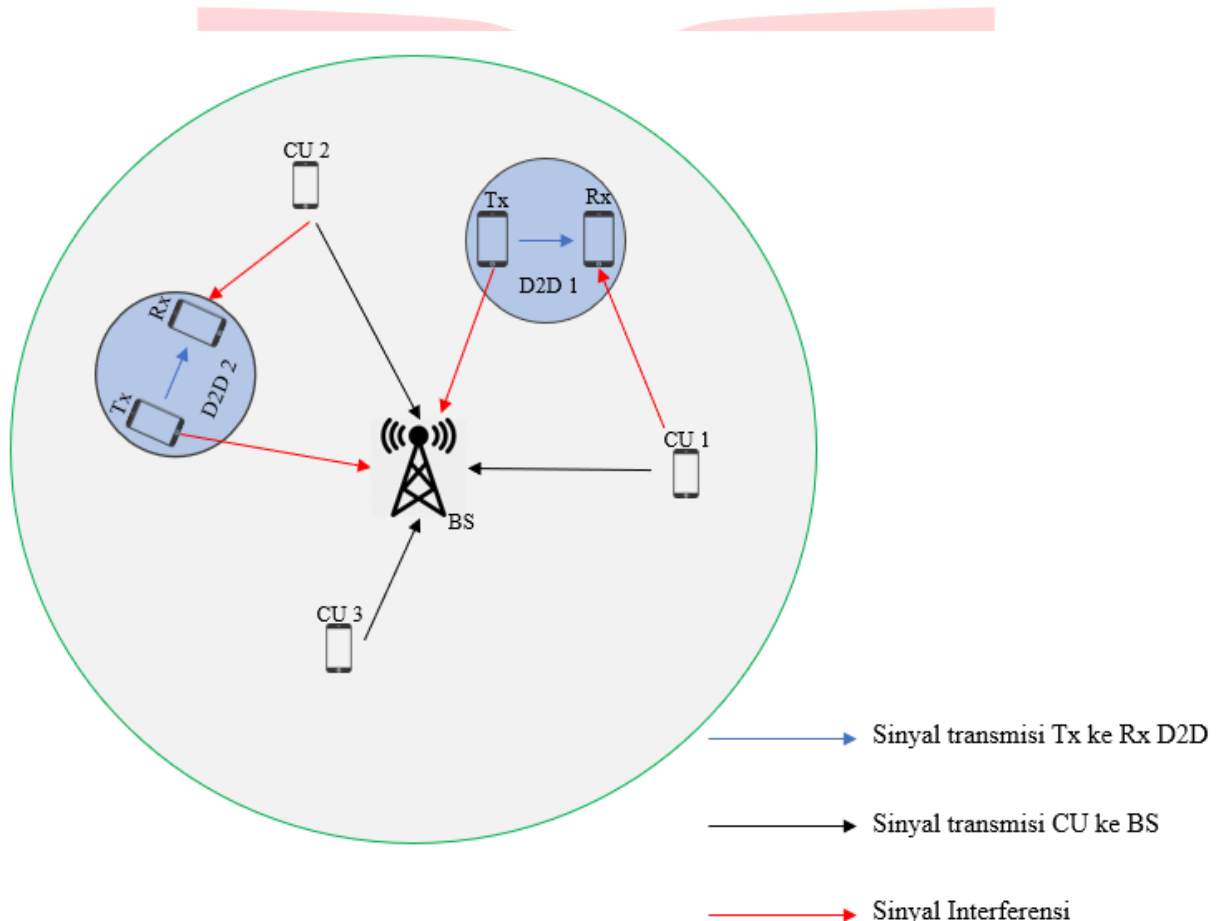 CU 2
Tx
Rx
D2D 1
Rx
D2D 2
Tx
CU 1
BS
CU 3
Sinyal transmisi Tx ke Rx D2D
Sinyal transmisi CU ke BS
Sinyal Interferensi